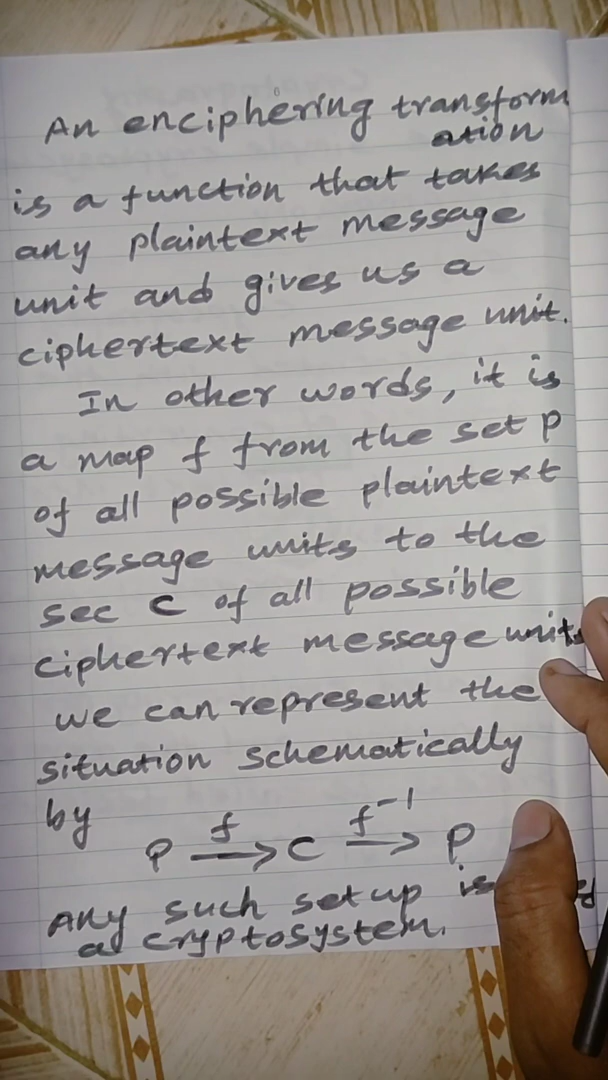 An enciphering transform
ation
is a function that takes
any plaintext message
unit and gives us a
ciphertext message unit.
In other words, it is
a map f from the set P
of all possible plaintext
message units to the
sec C of all possible
ciphertext message units
we can represent the
situation schematically
by
P f→ C f⁻¹→ P
Any such setup is
a cryptosystem.